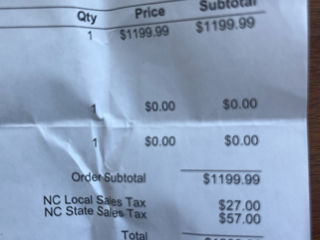 Qty Price Subtotal
1 $1199.99 $1199.99
1 $0.00 $0.00
1 $0.00 $0.00
Order Subtotal $1199.99
NC Local Sales Tax $27.00
NC State Sales Tax $57.00
Total